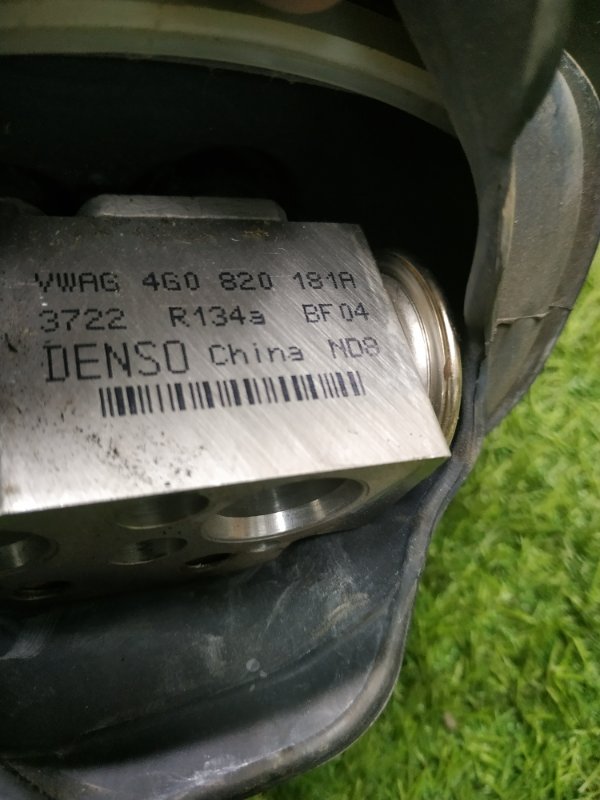 VWAG 4G0 820 181A
3722 R134a BF04
DENSO China ND8